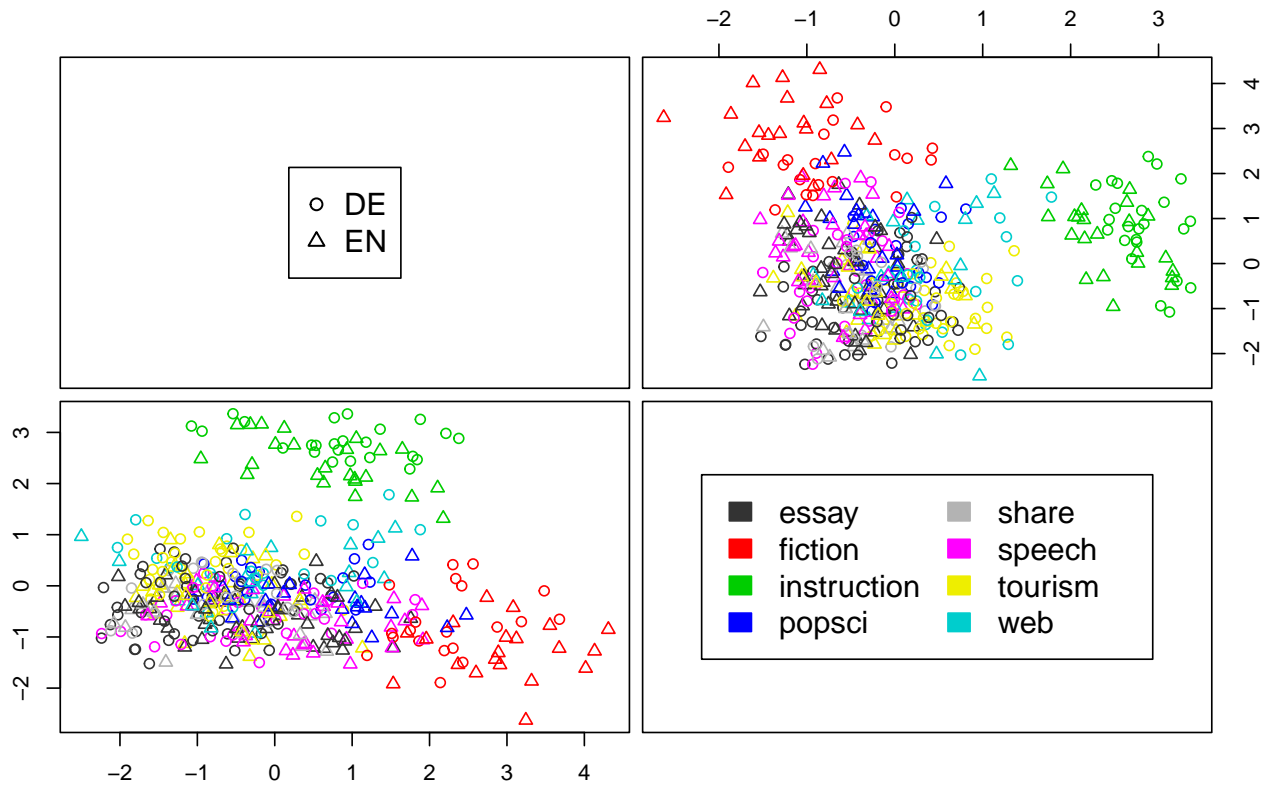 −2 −1 0 1 2 3
DE
EN
4
3
2
1
0
−1
−2
3
2
1
0
−1
−2
essay share
fiction speech
instruction tourism
popsci web
−2 −1 0 1 2 3 4